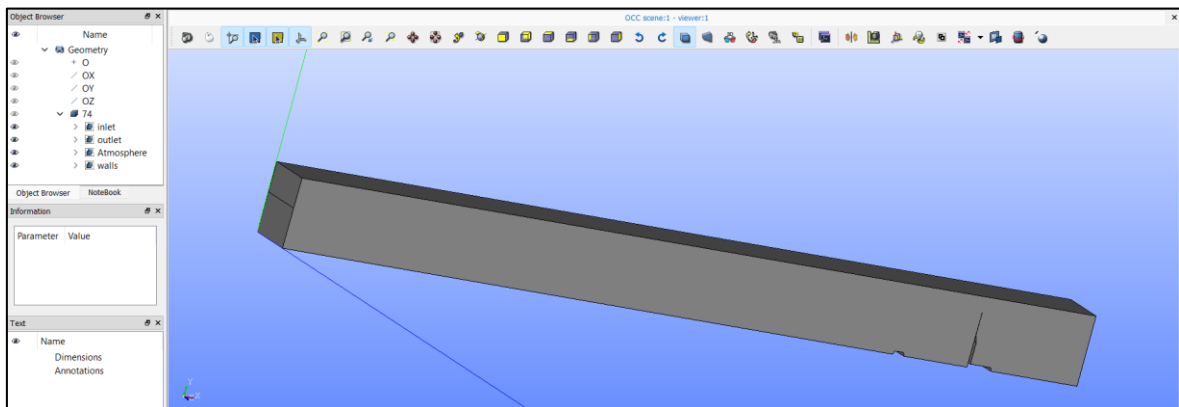 Object Browser
OCC scene:1 - viewer:1
Name
Geometry
O
OX
OY
OZ
74
inlet
outlet
Atmosphere
walls
Object Browser NoteBook
Information
Parameter Value
Text
Name
Dimensions
Annotations
X